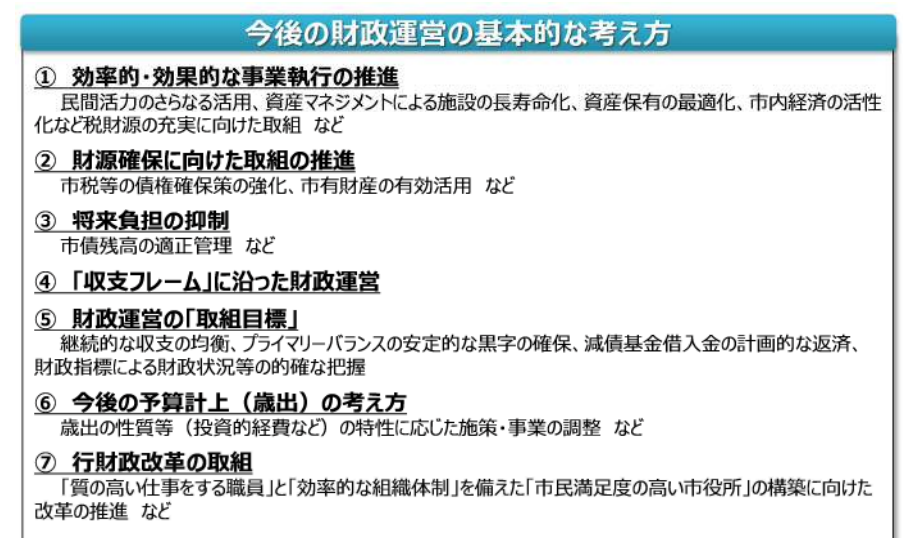 今後の財政運営の基本的な考え方
① 効率的・効果的な事業執行の推進
民間活力のさらなる活用、資産マネジメントによる施設の長寿命化、資産保有の最適化、市内経済の活性
化など税財源の充実に向けた取組 など
② 財源確保に向けた取組の推進
市税等の債権確保策の強化、市有財産の有効活用 など
③ 将来負担の抑制
市債残高の適正管理 など
④ 「収支フレーム」に沿った財政運営
⑤ 財政運営の「取組目標」
継続的な収支の均衡、プライマリーバランスの安定的な黒字の確保、減債基金借入金の計画的な返済、
財政指標による財政状況等の的確な把握
⑥ 今後の予算計上（歳出）の考え方
歳出の性質等（投資的経費など）の特性に応じた施策・事業の調整 など
⑦ 行財政改革の取組
「質の高い仕事をする職員」と「効率的な組織体制」を備えた「市民満足度の高い市役所」の構築に向けた
改革の推進 など